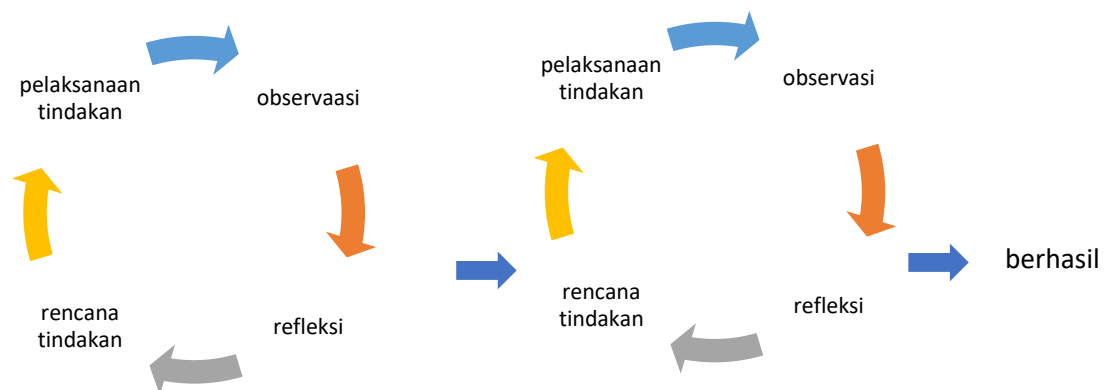 pelaksanaan
tindakan
observaasi
refleksi
rencana
tindakan
pelaksanaan
tindakan
observasi
refleksi
rencana
tindakan
berhasil